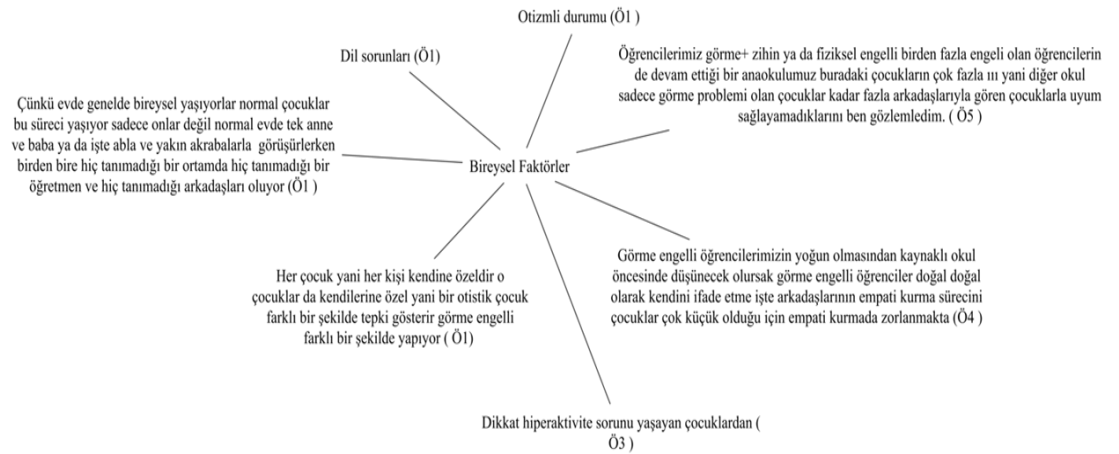 Otizmli durumu (Ö1 )
Dil sorunları (Ö1)
Öğrencilerimiz görme+ zihin ya da fiziksel engelli birden fazla engeli olan öğrencilerin
de devam ettiği bir anaokulumuz buradaki çocukların çok fazla ııı yani diğer okul
sadece görme problemi olan çocuklar kadar fazla arkadaşlarıyla gören çocuklarla uyum
sağlayamadıklarını ben gözlemledim. ( Ö5 )
Çünkü evde genelde bireysel yaşıyorlar normal çocuklar
bu süreci yaşıyor sadece onlar değil normal evde tek anne
ve baba ya da işte abla ve yakın akrabalarla görüşürlerken
birden bire hiç tanımadığı bir ortamda hiç tanımadığı bir
öğretmen ve hiç tanımadığı arkadaşları oluyor (Ö1 )
Bireysel Faktörler
Her çocuk yani her kişi kendine özeldir o
çocuklar da kendilerine özel yani bir otistik çocuk
farklı bir şekilde tepki gösterir görme engelli
farklı bir şekilde yapıyor ( Ö1)
Görme engelli öğrencilerimizin yoğun olmasından kaynaklı okul
öncesinde düşünecek olursak görme engelli öğrenciler doğal doğal
olarak kendini ifade etme işte arkadaşlarının empati kurma sürecini
çocuklar çok küçük olduğu için empati kurmada zorlanmakta (Ö4 )
Dikkat hiperaktivite sorunu yaşayan çocuklardan (
Ö3 )